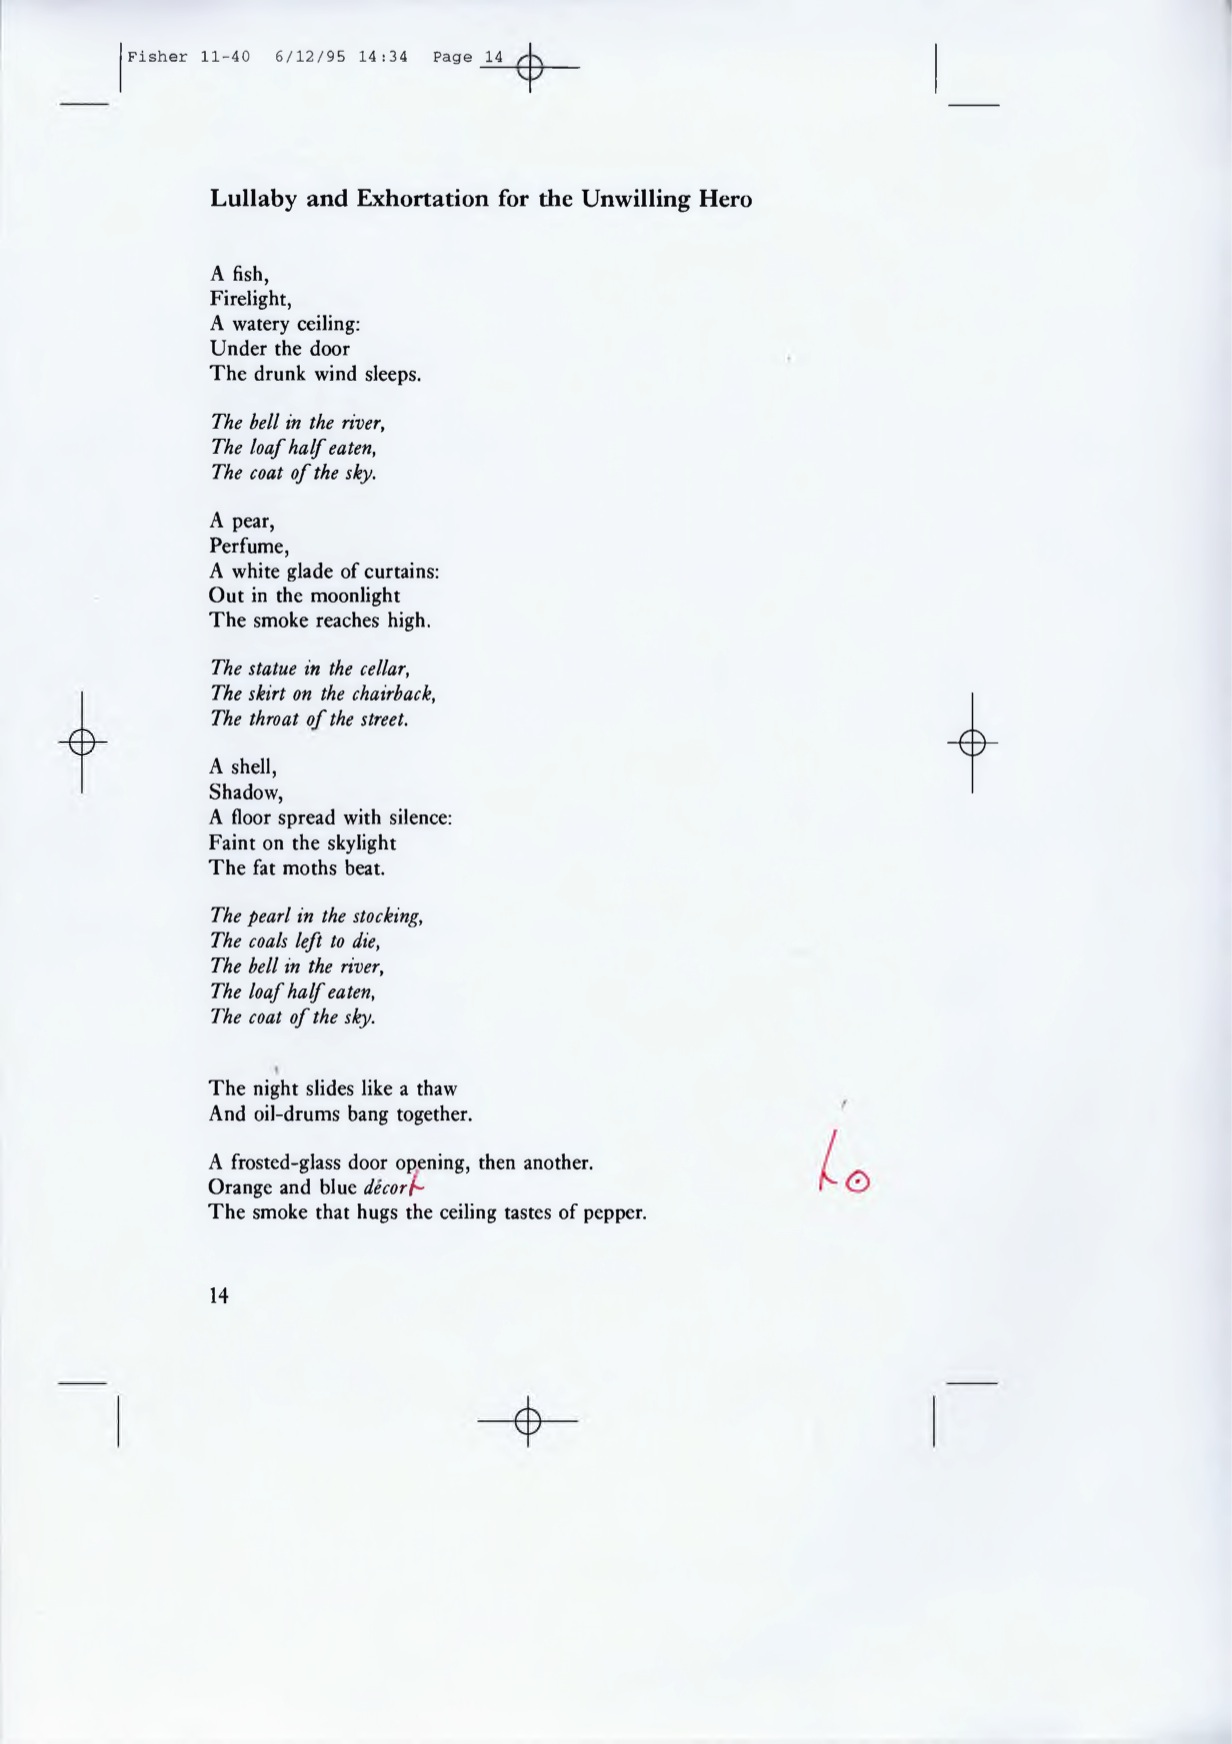 Fisher 11-40 6/12/95 14:34 Page 14
Lullaby and Exhortation for the Unwilling Hero
A fish,
Firelight,
A watery ceiling:
Under the door
The drunk wind sleeps.
The bell in the river,
The loaf half eaten,
The coat of the sky.
A pear,
Perfume,
A white glade of curtains:
Out in the moonlight
The smoke reaches high.
The statue in the cellar,
The skirt on the chairback,
The throat of the street.
A shell,
Shadow,
A floor spread with silence:
Faint on the skylight
The fat moths beat.
The pearl in the stocking,
The coals left to die,
The bell in the river,
The loaf half eaten,
The coat of the sky.
The night slides like a thaw
And oil-drums bang together.
A frosted-glass door opening, then another.
Orange and blue décor
The smoke that hugs the ceiling tastes of pepper.
14